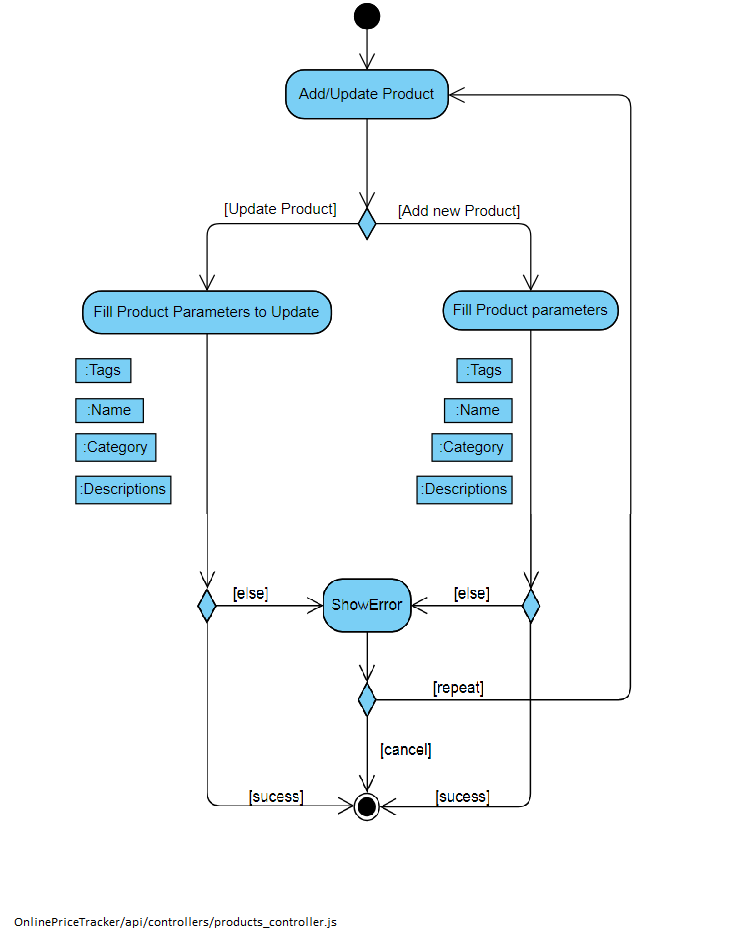 Add/Update Product
[Update Product]
[Add new Product]
Fill Product Parameters to Update
Fill Product parameters
:Tags
:Tags
:Name
:Name
:Category
:Category
:Descriptions
:Descriptions
[else]
ShowError
[else]
[repeat]
[cancel]
[sucess]
[sucess]
OnlinePriceTracker/api/controllers/products_controller.js